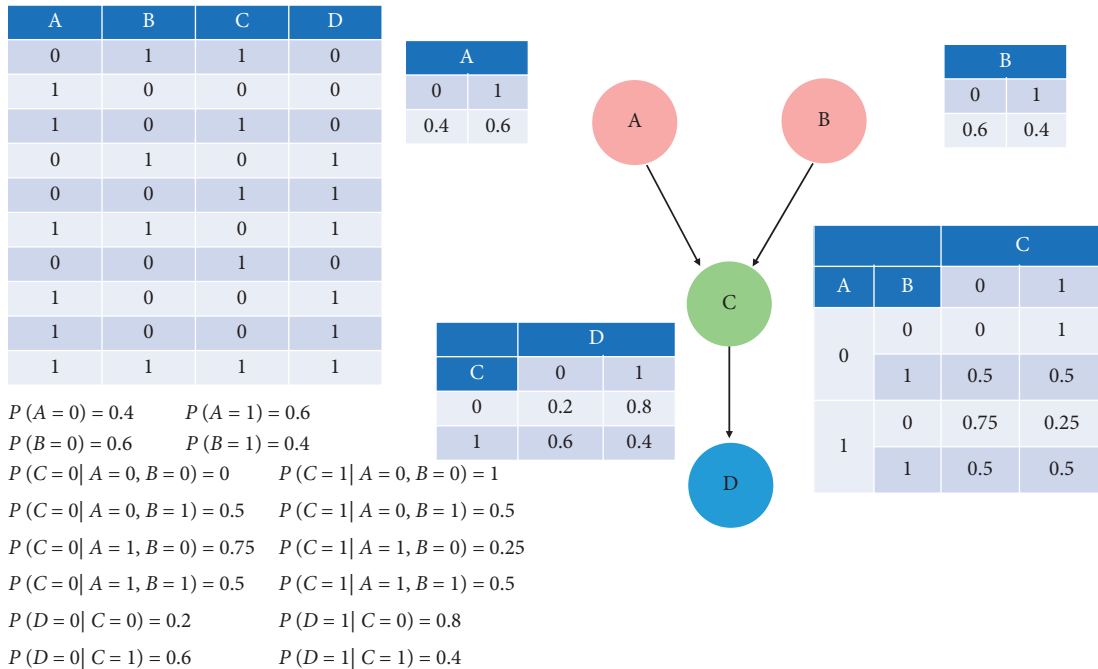 A B C D
0 1 1 0
1 0 0 0
1 0 1 0
0 1 0 1
0 0 1 1
1 1 0 1
0 0 1 0
1 0 0 1
1 0 0 1
1 1 1 1
A
0 1
0.4 0.6
A
B
C
D
B
0 1
0.6 0.4
C
A B 0 1
0 0 0 1
1 0.5 0.5
1 0 0.75 0.25
1 0.5 0.5
D
C 0 1
0 0.2 0.8
1 0.6 0.4
P (A = 0) = 0.4 P (A = 1) = 0.6
P (B = 0) = 0.6 P (B = 1) = 0.4
P (C = 0| A = 0, B = 0) = 0 P (C = 1| A = 0, B = 0) = 1
P (C = 0| A = 0, B = 1) = 0.5 P (C = 1| A = 0, B = 1) = 0.5
P (C = 0| A = 1, B = 0) = 0.75 P (C = 1| A = 1, B = 0) = 0.25
P (C = 0| A = 1, B = 1) = 0.5 P (C = 1| A = 1, B = 1) = 0.5
P (D = 0| C = 0) = 0.2 P (D = 1| C = 0) = 0.8
P (D = 0| C = 1) = 0.6 P (D = 1| C = 1) = 0.4